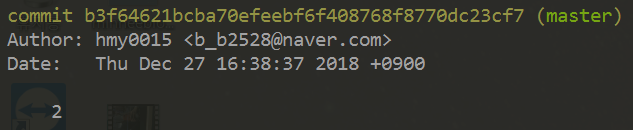 commit b3f64621bcba70efeebf6f408768f8770dc23cf7 (master)
Author: hmy0015 <b_b2528@naver.com>
Date: Thu Dec 27 16:38:37 2018 +0900
2